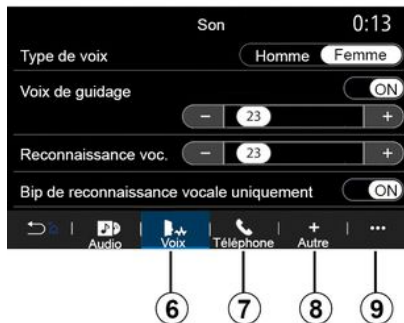 Son 0:13
Type de voix Homme Femme
Voix de guidage ON
− 23 +
Reconnaissance voc. − 23 +
Bip de reconnaissance vocale uniquement ON
Audio Voix Téléphone + Autre ...
6 7 8 9